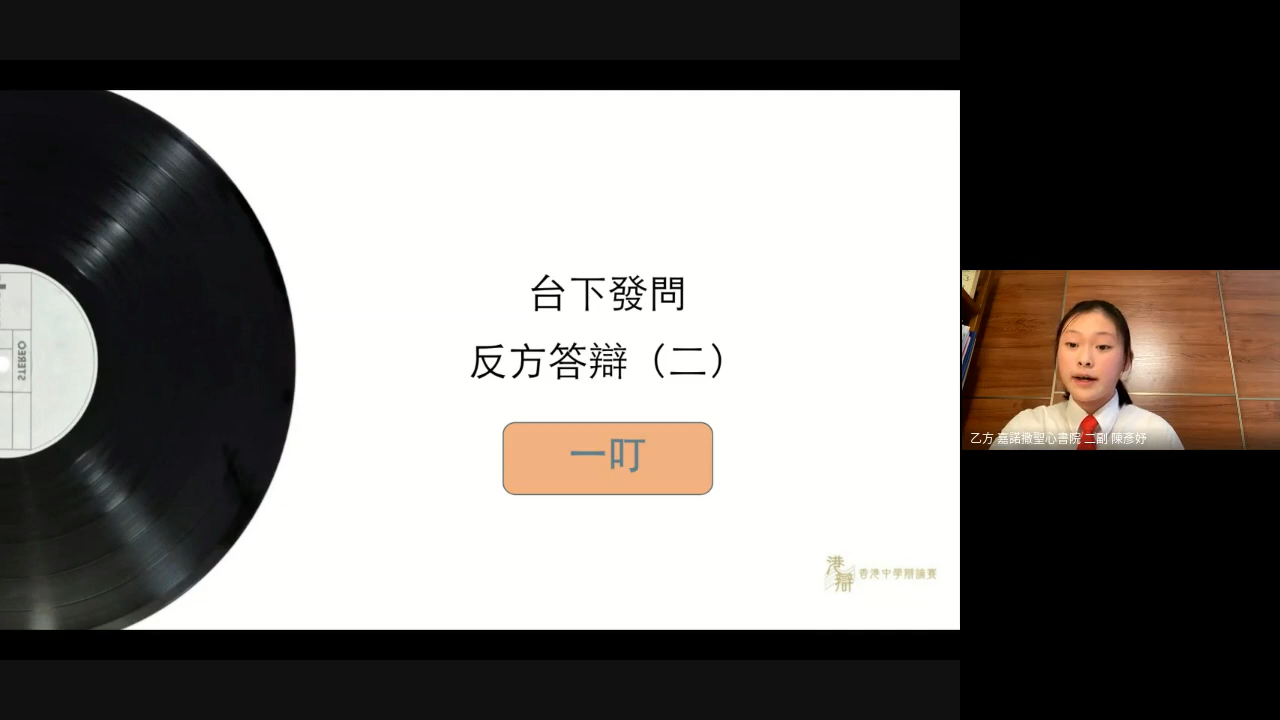 台下發問
反方答辯（二）
一叮
STEREO
港辯 香港中學辯論賽
乙方 嘉諾撒聖心書院 二副 陳彥妤